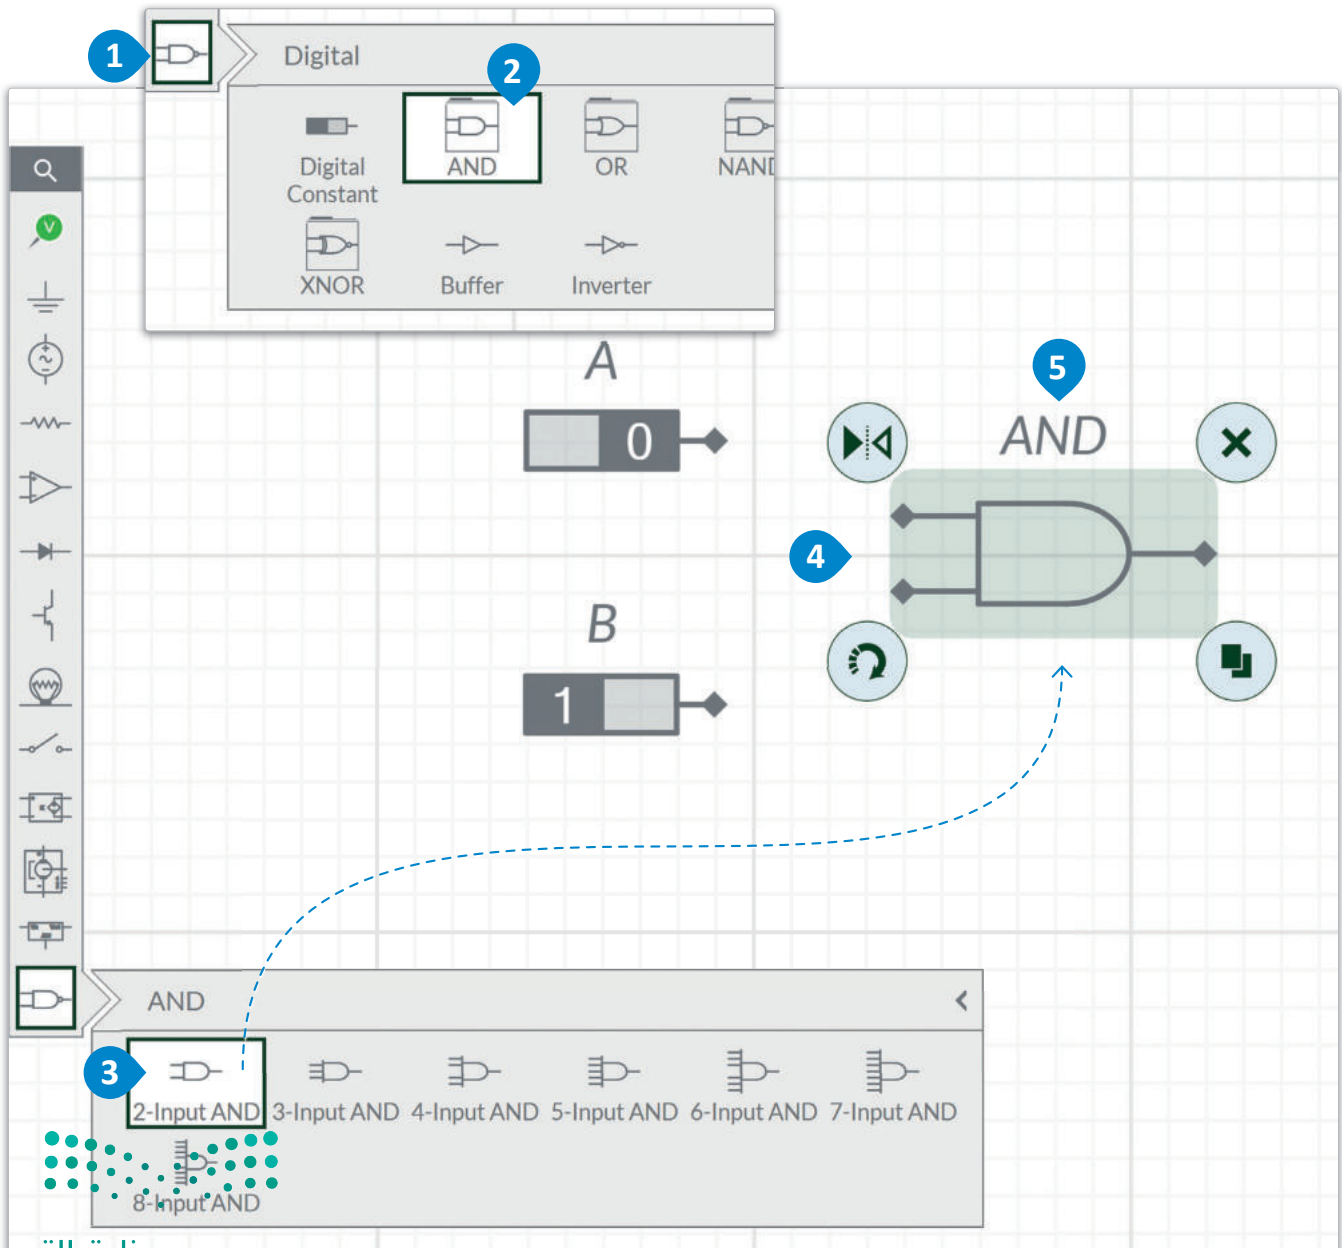 1
Digital
2
Digital
Constant
AND
OR
NAND
XNOR
Buffer
Inverter
V
A
0
5
AND
4
B
1
AND
3
2-Input AND
3-Input AND
4-Input AND
5-Input AND
6-Input AND
7-Input AND
8-Input AND